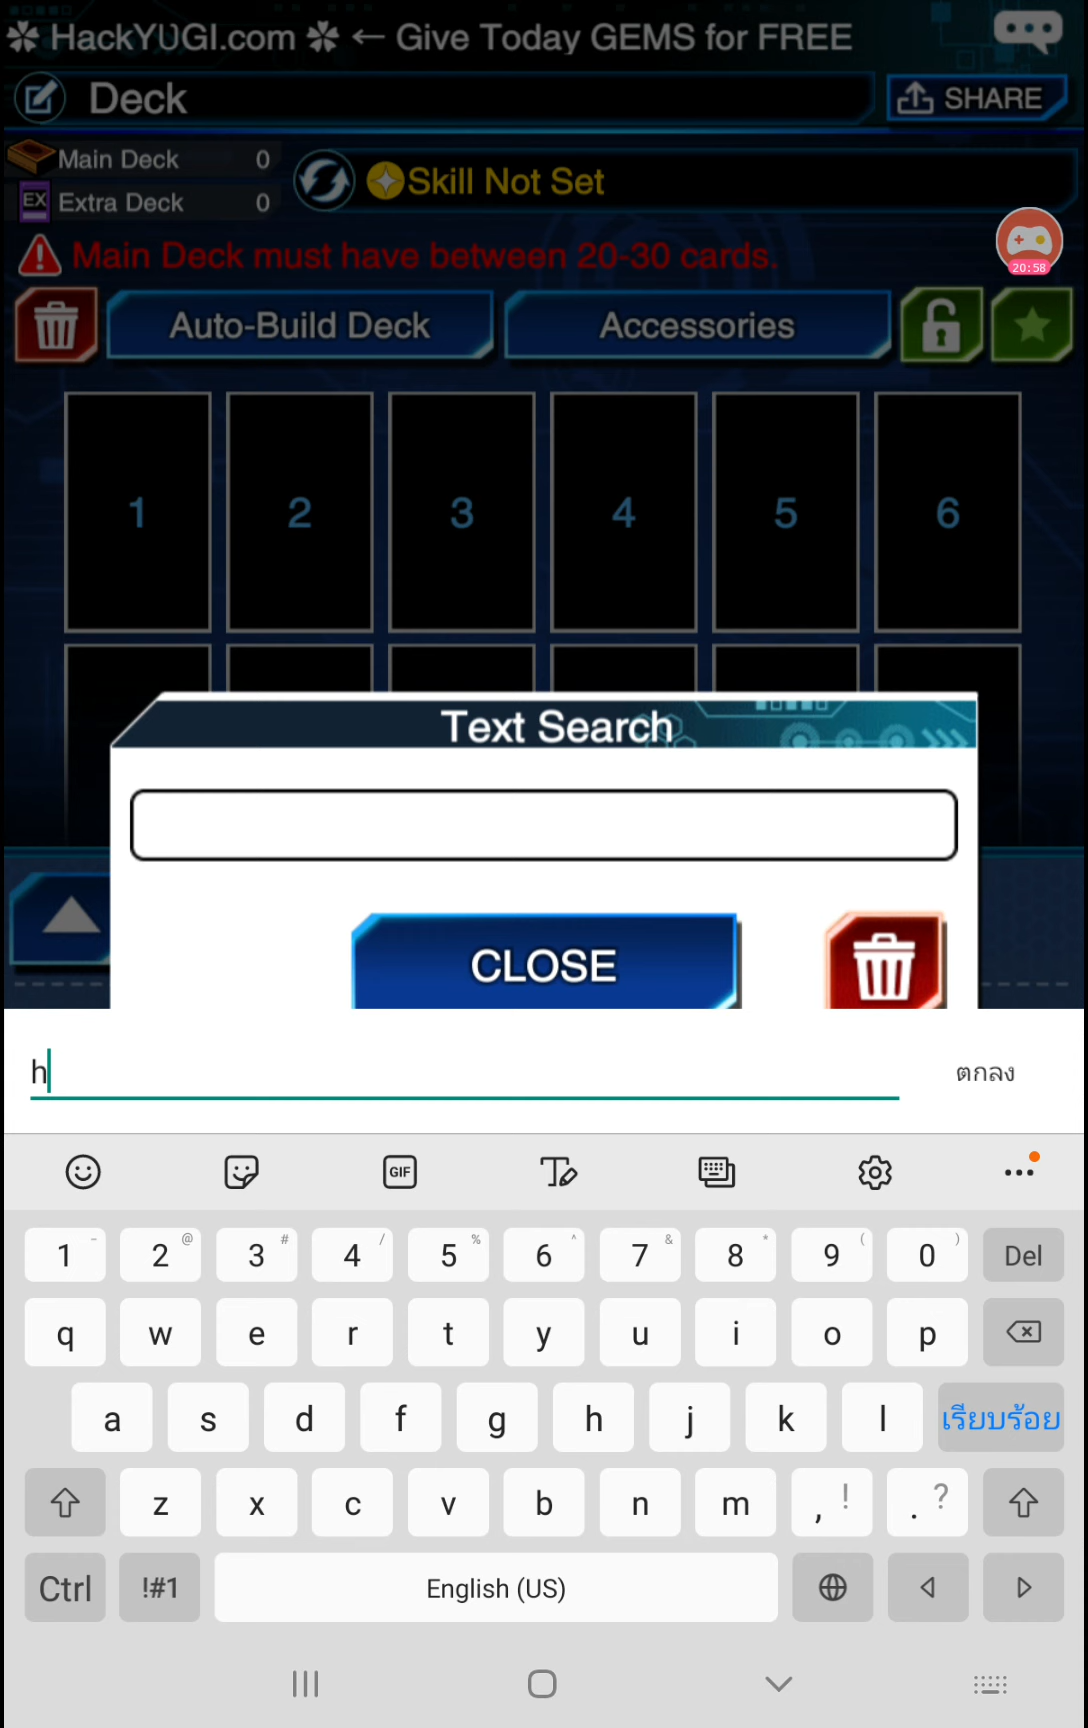 ✽ HackYUGI.com ✽ ← Give Today GEMS for FREE
Deck
SHARE
Main Deck 0
EX Extra Deck 0
Skill Not Set
Main Deck must have between 20-30 cards.
20:58
Auto-Build Deck
Accessories
1 2 3 4 5 6
Text Search
CLOSE
h
ตกลง
GIF
1 - 2 @ 3 # 4 / 5 % 6 ^ 7 & 8 * 9 ( 0 ) Del
q w e r t y u i o p
a s d f g h j k l เรียบร้อย
z x c v b n m , ! . ?
Ctrl !#1 English (US)